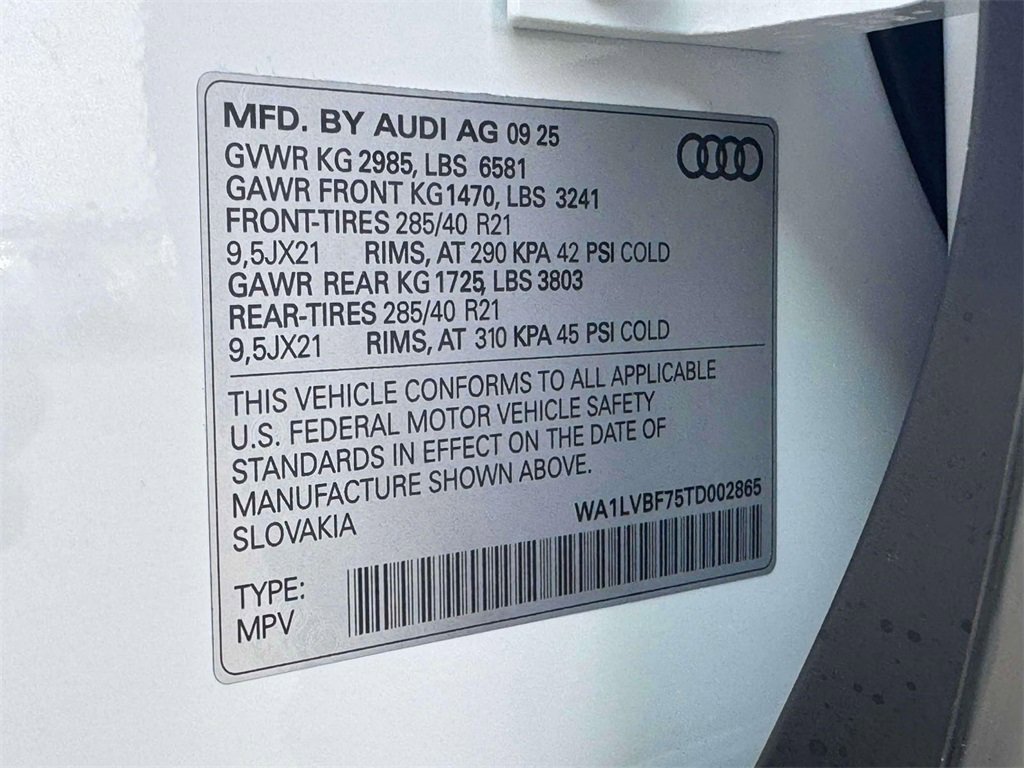 MFD. BY AUDI AG 09 25
GVWR KG 2985, LBS 6581
GAWR FRONT KG1470, LBS 3241
FRONT-TIRES 285/40 R21
9,5JX21 RIMS, AT 290 KPA 42 PSI COLD
GAWR REAR KG 1725, LBS 3803
REAR-TIRES 285/40 R21
9,5JX21 RIMS, AT 310 KPA 45 PSI COLD
THIS VEHICLE CONFORMS TO ALL APPLICABLE
U.S. FEDERAL MOTOR VEHICLE SAFETY
STANDARDS IN EFFECT ON THE DATE OF
MANUFACTURE SHOWN ABOVE.
SLOVAKIA
WA1LVBF75TD002865
TYPE:
MPV